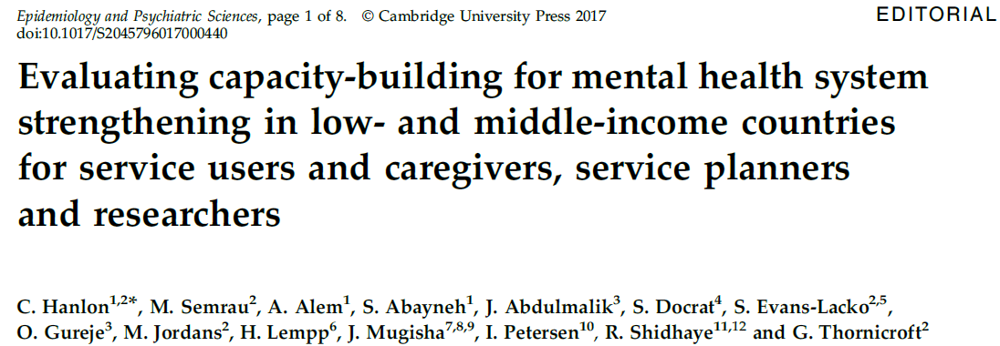 Epidemiology and Psychiatric Sciences, page 1 of 8. © Cambridge University Press 2017
EDITORIAL
doi:10.1017/S2045796017000440
Evaluating capacity-building for mental health system
strengthening in low- and middle-income countries
for service users and caregivers, service planners
and researchers
C. Hanlon1,2*, M. Semrau2, A. Alem1, S. Abayneh1, J. Abdulmalik3, S. Docrat4, S. Evans-Lacko2,5,
O. Gureje3, M. Jordans2, H. Lempp6, J. Mugisha7,8,9, I. Petersen10, R. Shidhaye11,12 and G. Thornicroft2